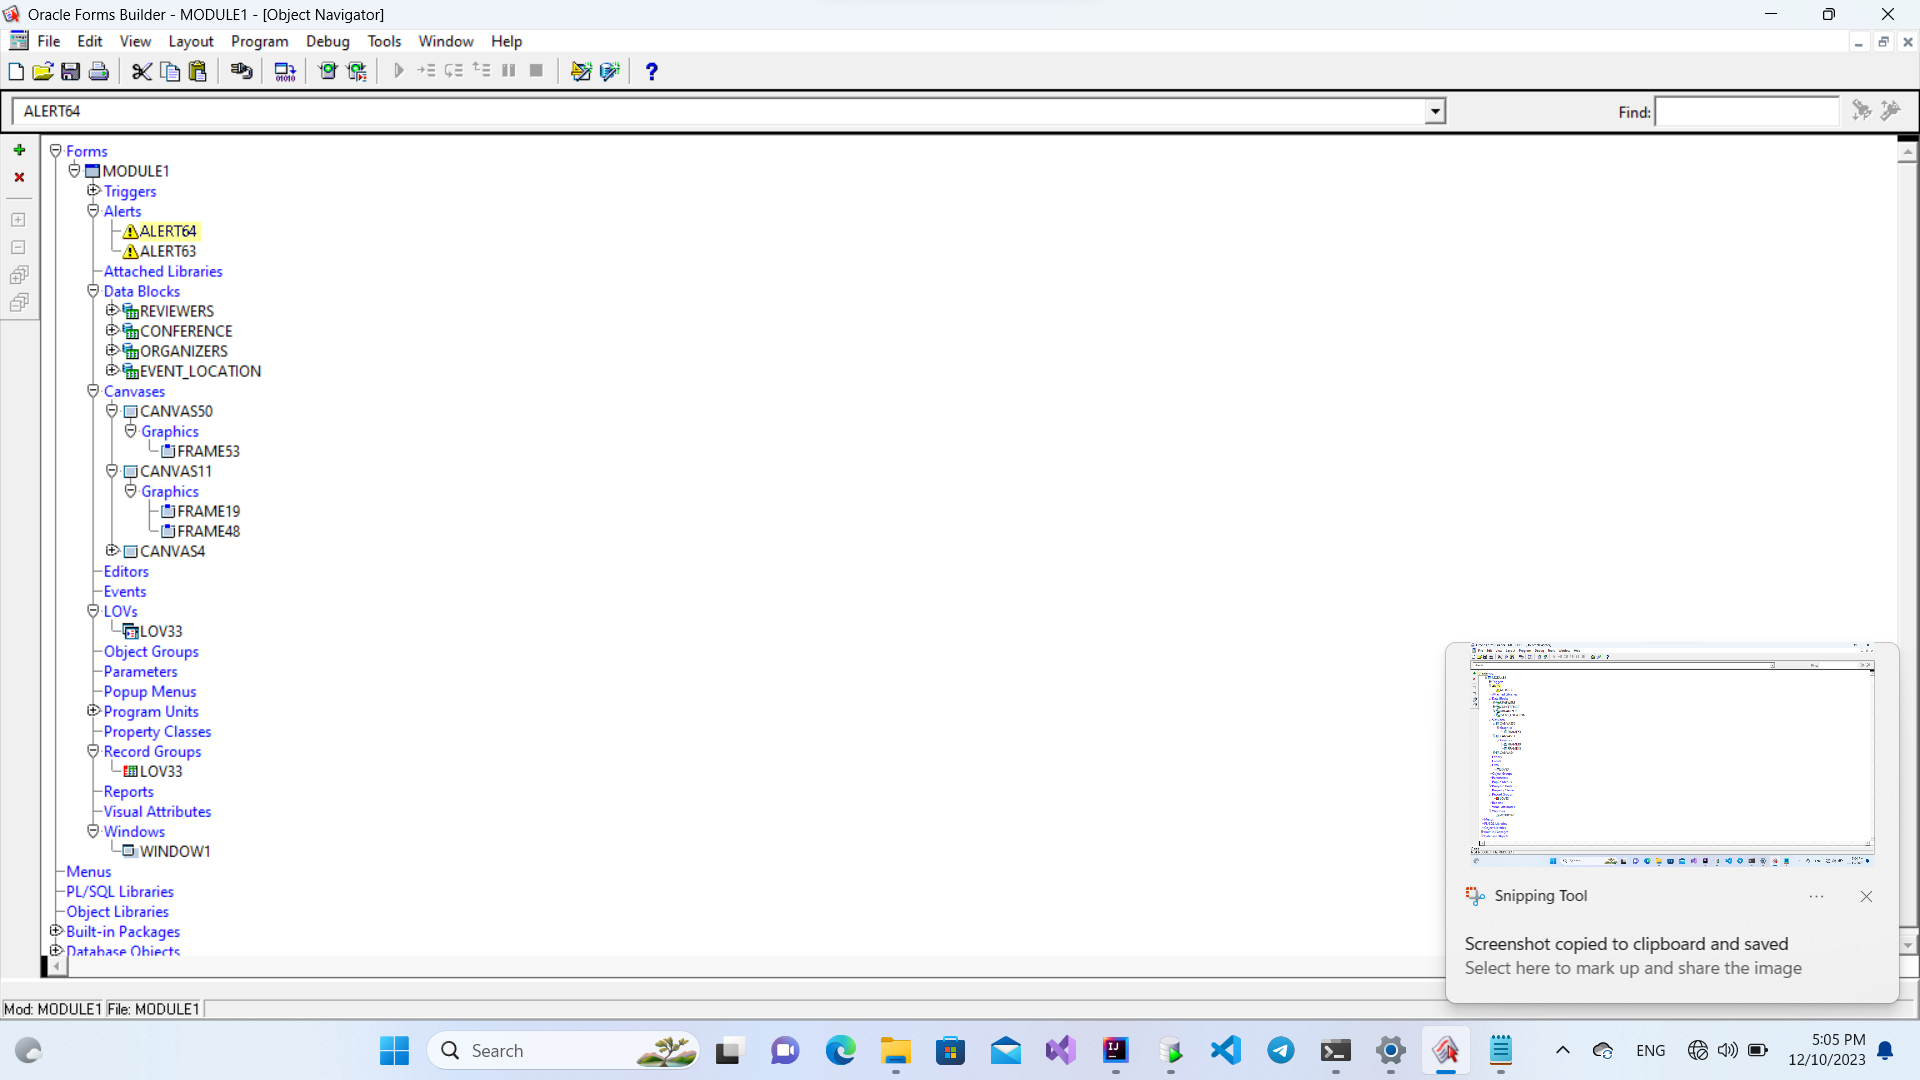 Oracle Forms Builder - MODULE1 - [Object Navigator]
File Edit View Layout Program Debug Tools Window Help
ALERT64
Find:
Forms
MODULE1
Triggers
Alerts
ALERT64
ALERT63
Attached Libraries
Data Blocks
REVIEWERS
CONFERENCE
ORGANIZERS
EVENT_LOCATION
Canvases
CANVAS50
Graphics
FRAME53
CANVAS11
Graphics
FRAME19
FRAME48
CANVAS4
Editors
Events
LOVs
LOV33
Object Groups
Parameters
Popup Menus
Program Units
Property Classes
Record Groups
LOV33
Reports
Visual Attributes
Windows
WINDOW1
Menus
PL/SQL Libraries
Object Libraries
Built-in Packages
Database Objects
Snipping Tool
Screenshot copied to clipboard and saved
Select here to mark up and share the image
Mod: MODULE1 File: MODULE1
Search
ENG
5:05 PM
12/10/2023